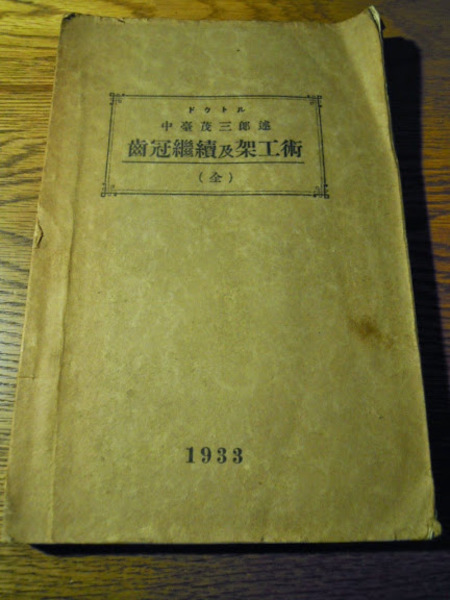 ドクトル
中臺茂三郎述
齒冠繼續及架工術
（全）
1933